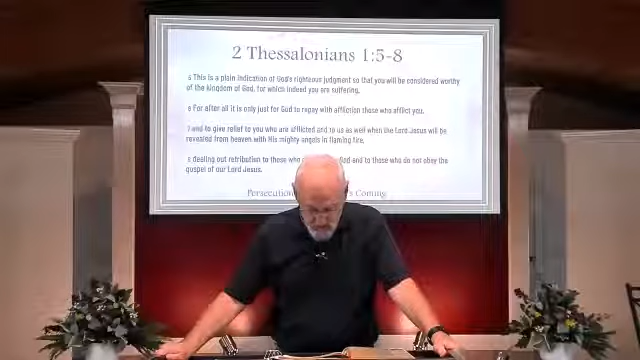 2 Thessalonians 1:5-8
5 This is a plain indication of God's righteous judgment so that you will be considered worthy
of the kingdom of God, for which indeed you are suffering.
6 For after all it is only just for God to repay with affliction those who afflict you,
7 and to give relief to you who are afflicted and to us as well when the Lord Jesus will be
revealed from heaven with His mighty angels in flaming fire,
8 dealing out retribution to those who God and to those who do not obey the
gospel of our Lord Jesus.
Persecution Coming